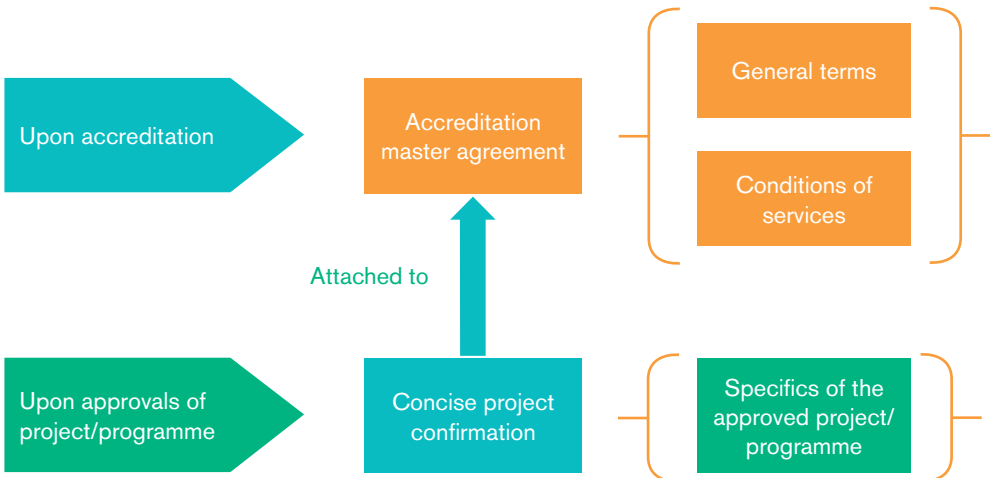 Upon accreditation
Accreditation
master agreement
General terms
Conditions of
services
Attached to
Upon approvals of
project/programme
Concise project
confirmation
Specifics of the
approved project/
programme